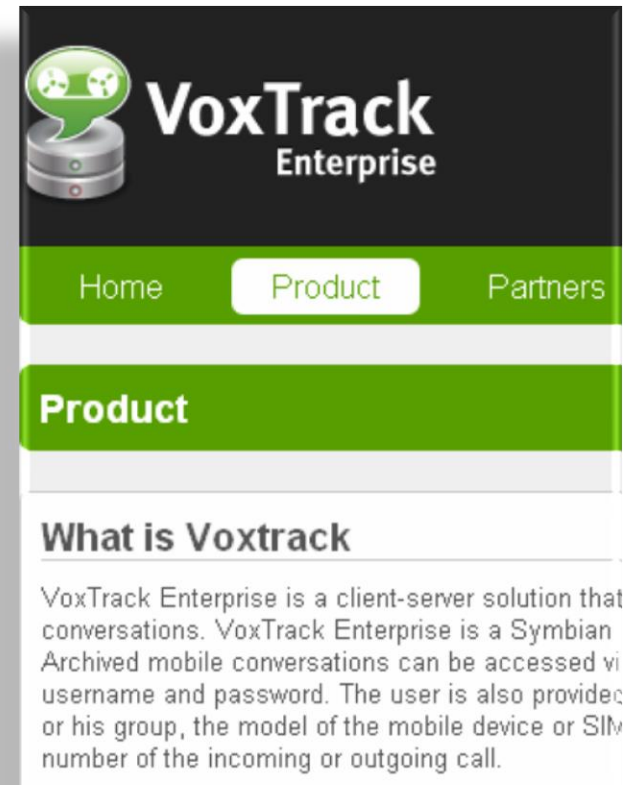 VoxTrack
Enterprise
Home Product Partners
Product
What is Voxtrack
VoxTrack Enterprise is a client-server solution that
conversations. VoxTrack Enterprise is a Symbian
Archived mobile conversations can be accessed
username and password. The user is also provided
or his group, the model of the mobile device or SIM
number of the incoming or outgoing call.